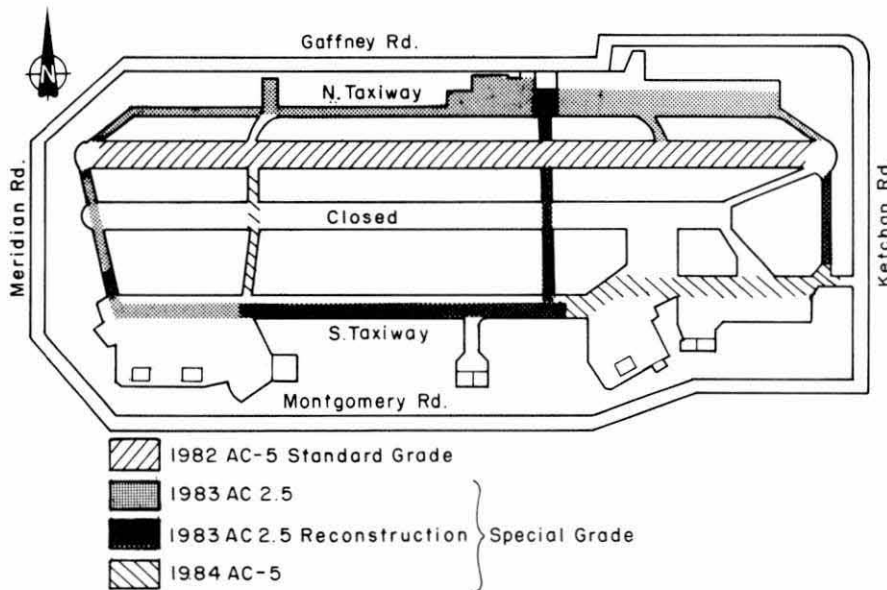 Gaffney Rd.
N
N. Taxiway
Meridian Rd.
Closed
Ketchan Rd.
S. Taxiway
Montgomery Rd.
1982 AC-5 Standard Grade
1983 AC 2.5
1983 AC 2.5 Reconstruction
Special Grade
1984 AC-5